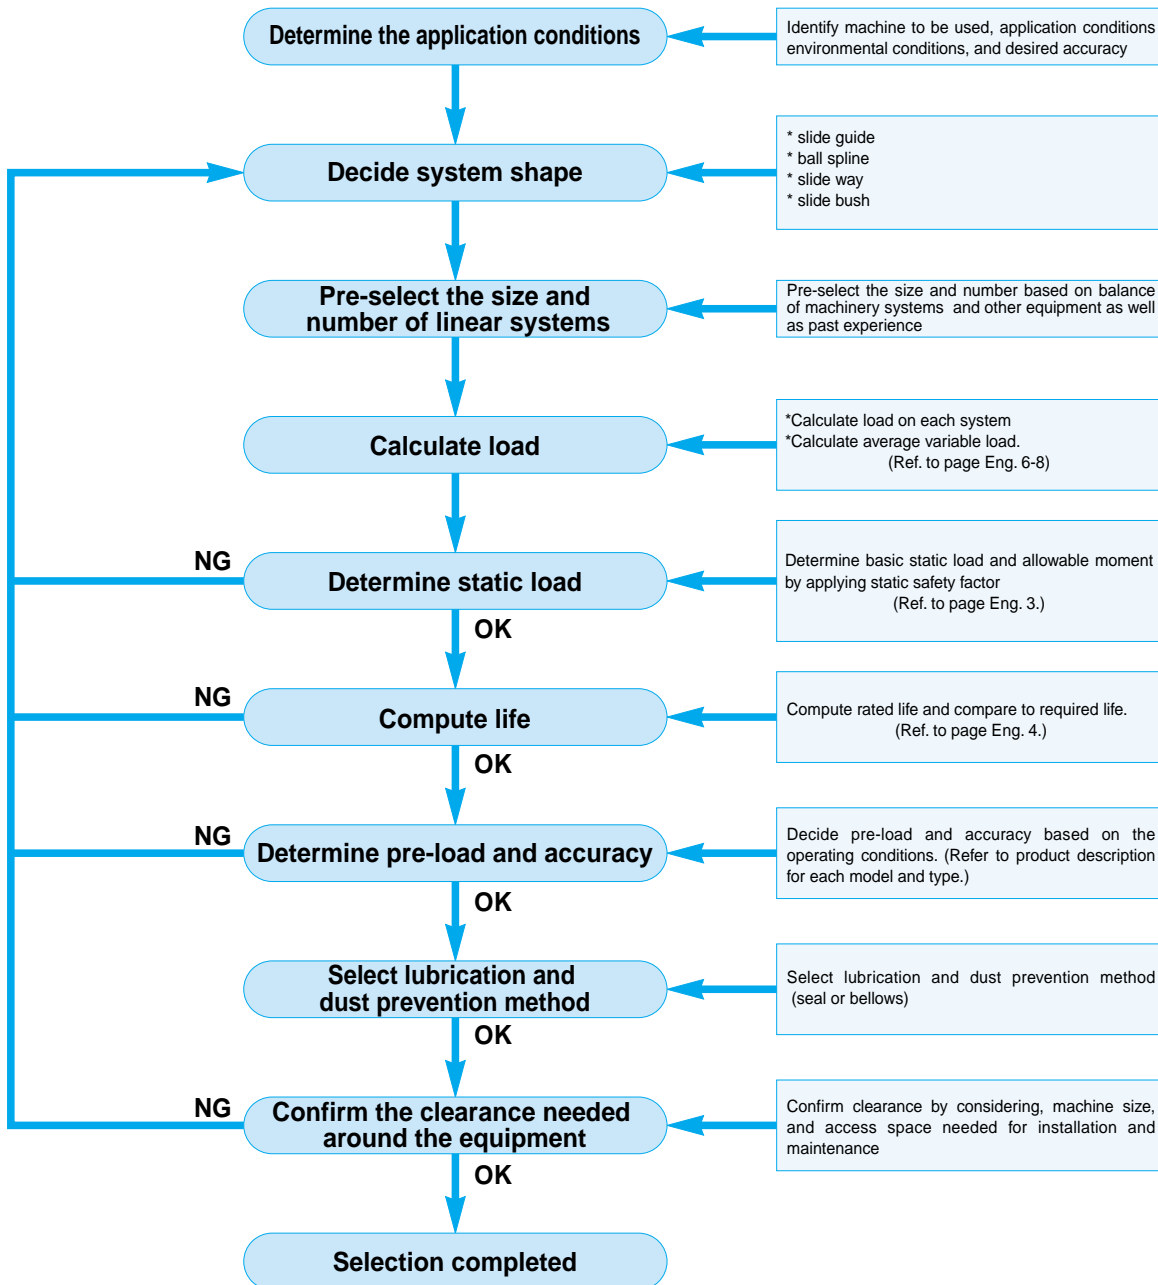 Determine the application conditions
Identify machine to be used, application conditions
environmental conditions, and desired accuracy
Decide system shape
* slide guide
* ball spline
* slide way
* slide bush
Pre-select the size and
number of linear systems
Pre-select the size and number based on balance
of machinery systems and other equipment as well
as past experience
Calculate load
*Calculate load on each system
*Calculate average variable load.
(Ref. to page Eng. 6-8)
NG
Determine static load
Determine basic static load and allowable moment
by applying static safety factor
(Ref. to page Eng. 3.)
OK
NG
Compute life
Compute rated life and compare to required life.
(Ref. to page Eng. 4.)
OK
NG
Determine pre-load and accuracy
Decide pre-load and accuracy based on the
operating conditions. (Refer to product description
for each model and type.)
OK
Select lubrication and
dust prevention method
Select lubrication and dust prevention method
(seal or bellows)
OK
NG
Confirm the clearance needed
around the equipment
Confirm clearance by considering, machine size,
and access space needed for installation and
maintenance
OK
Selection completed